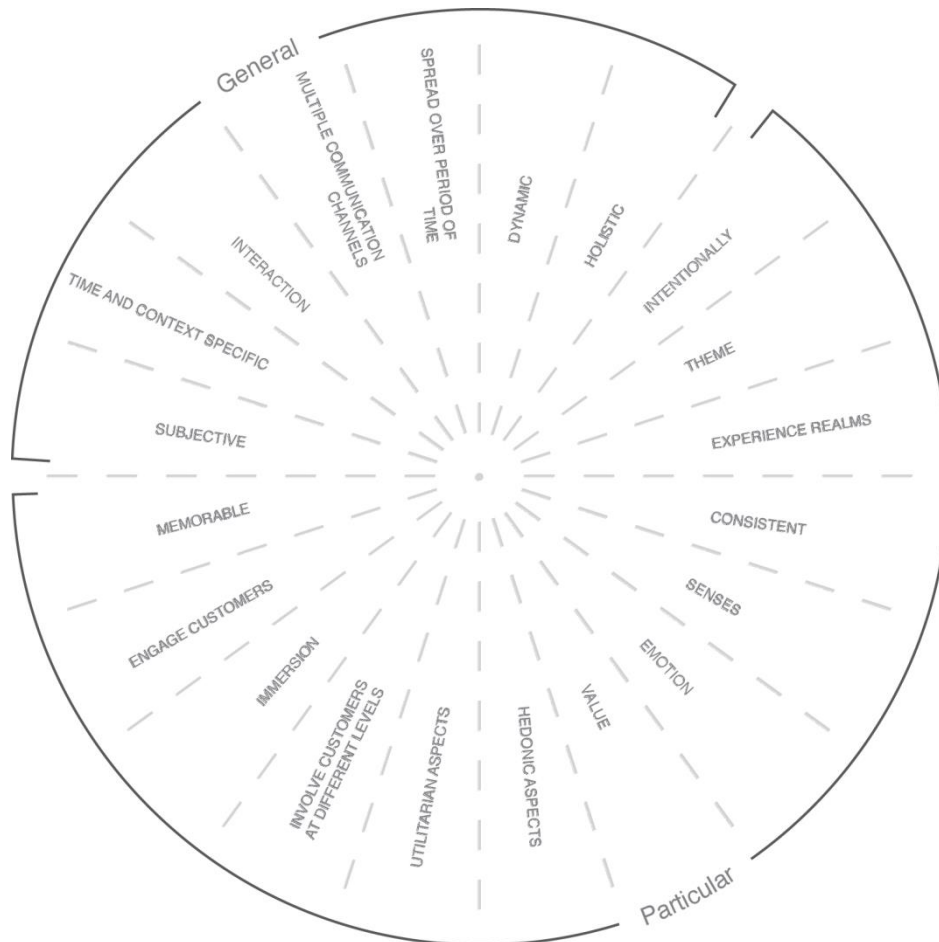 General
MULTIPLE COMMUNICATION
CHANNELS
SPREAD OVER PERIOD OF
TIME
DYNAMIC
HOLISTIC
INTENTIONALLY
THEME
EXPERIENCE REALMS
CONSISTENT
SENSES
EMOTION
VALUE
HEDONIC ASPECTS
Particular
UTILITARIAN ASPECTS
INVOLVE CUSTOMERS
AT DIFFERENT LEVELS
IMMERSION
ENGAGE CUSTOMERS
MEMORABLE
SUBJECTIVE
TIME AND CONTEXT SPECIFIC
INTERACTION